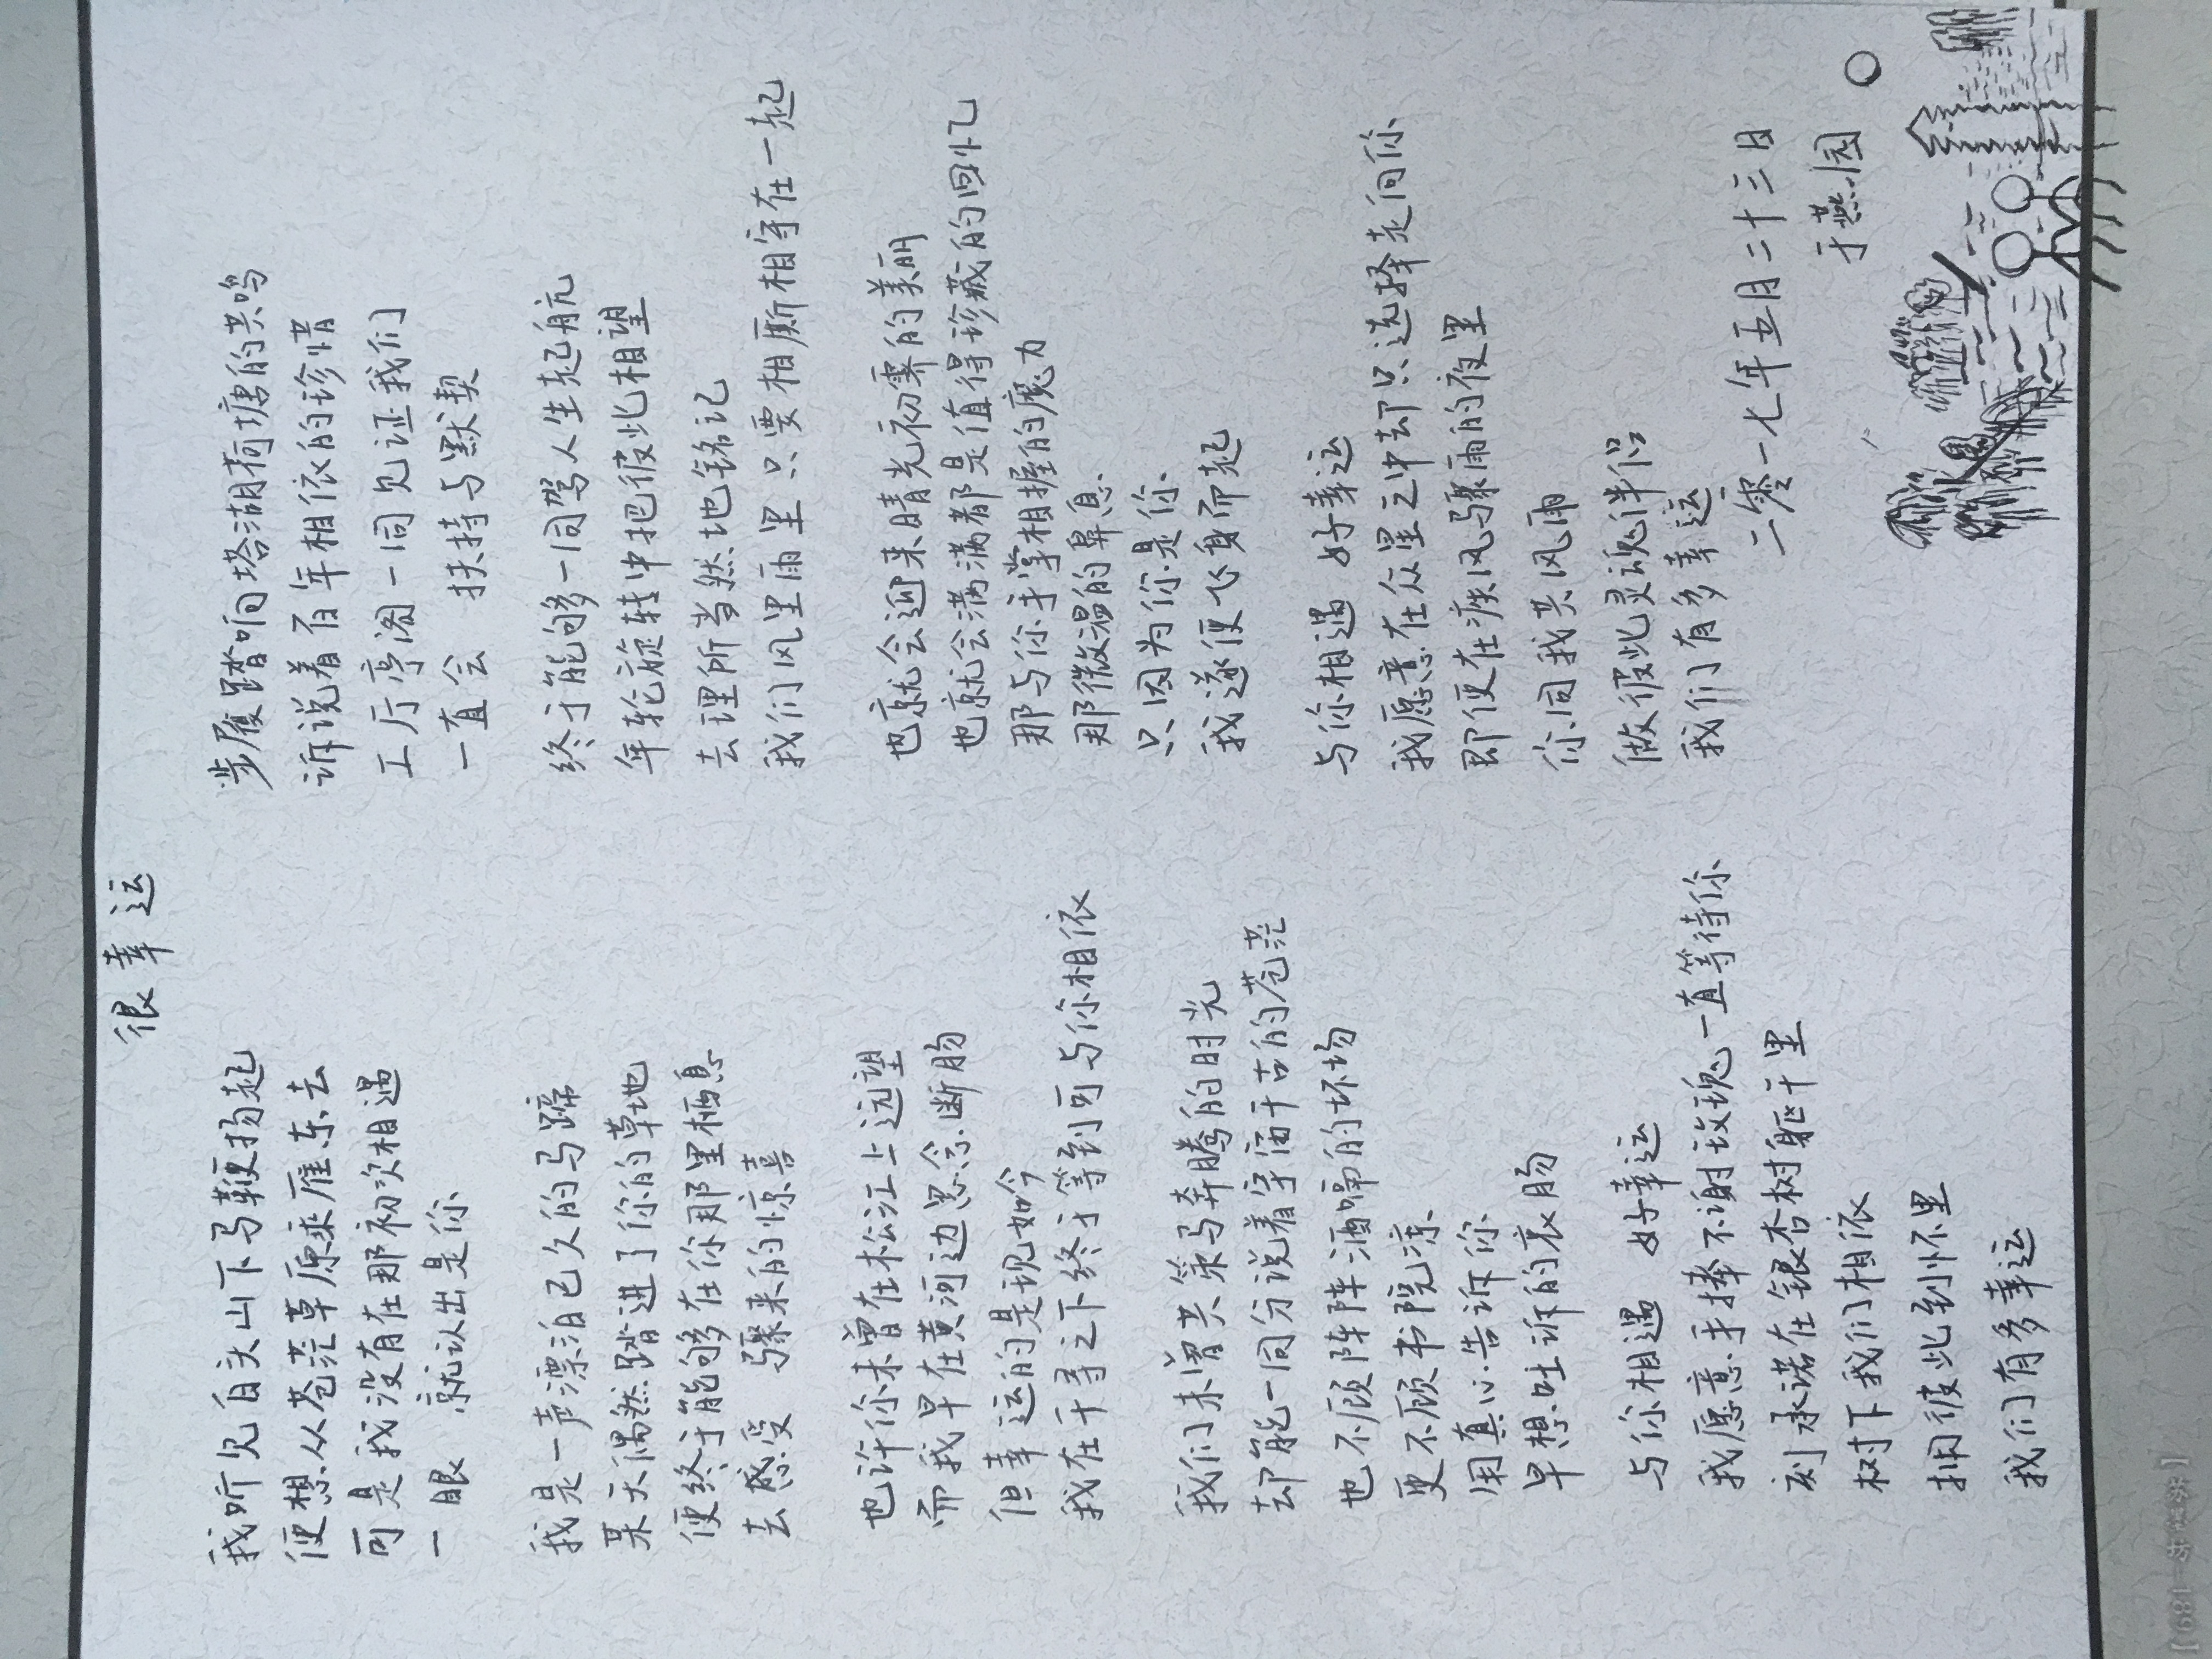 很幸运
我听见白头山下马鞭扬起
便想从苍茫草原乘雁东去
可是我没有在那初次相遇
一眼 就认出是你
我是一声漂泊已久的马蹄
某天偶然踏进了你的草地
便终于能够在你那里栖息
去感受 骤来的惊喜
也许你未曾在松江上远望
而我早在黄河边思念断肠
但幸运的是现如今
我在千寻之下终于等到可与你相依
我们未曾共策马奔腾的时光
却能一同分说着宇宙千古的苍茫
也不顾阵阵酒嗝的坏场
更不顾书院凉
用真心告诉你
早想吐诉的衷肠
与你相遇 好幸运
我愿意手捧不谢玫瑰一直等待你
刻承诺在银杏树躯干里
树下我们相依
拥彼此到怀里
我们有多幸运
步履踏响塔湖荷塘的共鸣
诉说着百年相依的珍惜
工厅亭阁一同见证我们
一直会 扶持与默契
终于能够一同驾人生起航
年轮旋转中把彼此相望
去理所当然地铭记
我们风里雨里只要相厮相守在一起
也就会迎来晴光初霁的美丽
也就会满满都是值得珍藏的回忆
那与你手掌相握的魔力
那微温的鼻息
只因为你是你
我遂便飞身而起
与你相遇 好幸运
我愿意在众星之中却只选择走向你
即便在疾风骤雨的夜里
你同我共风雨
做彼此灵魂伴侣
我们有多幸运
二零一七年五月二十三日
于燕园